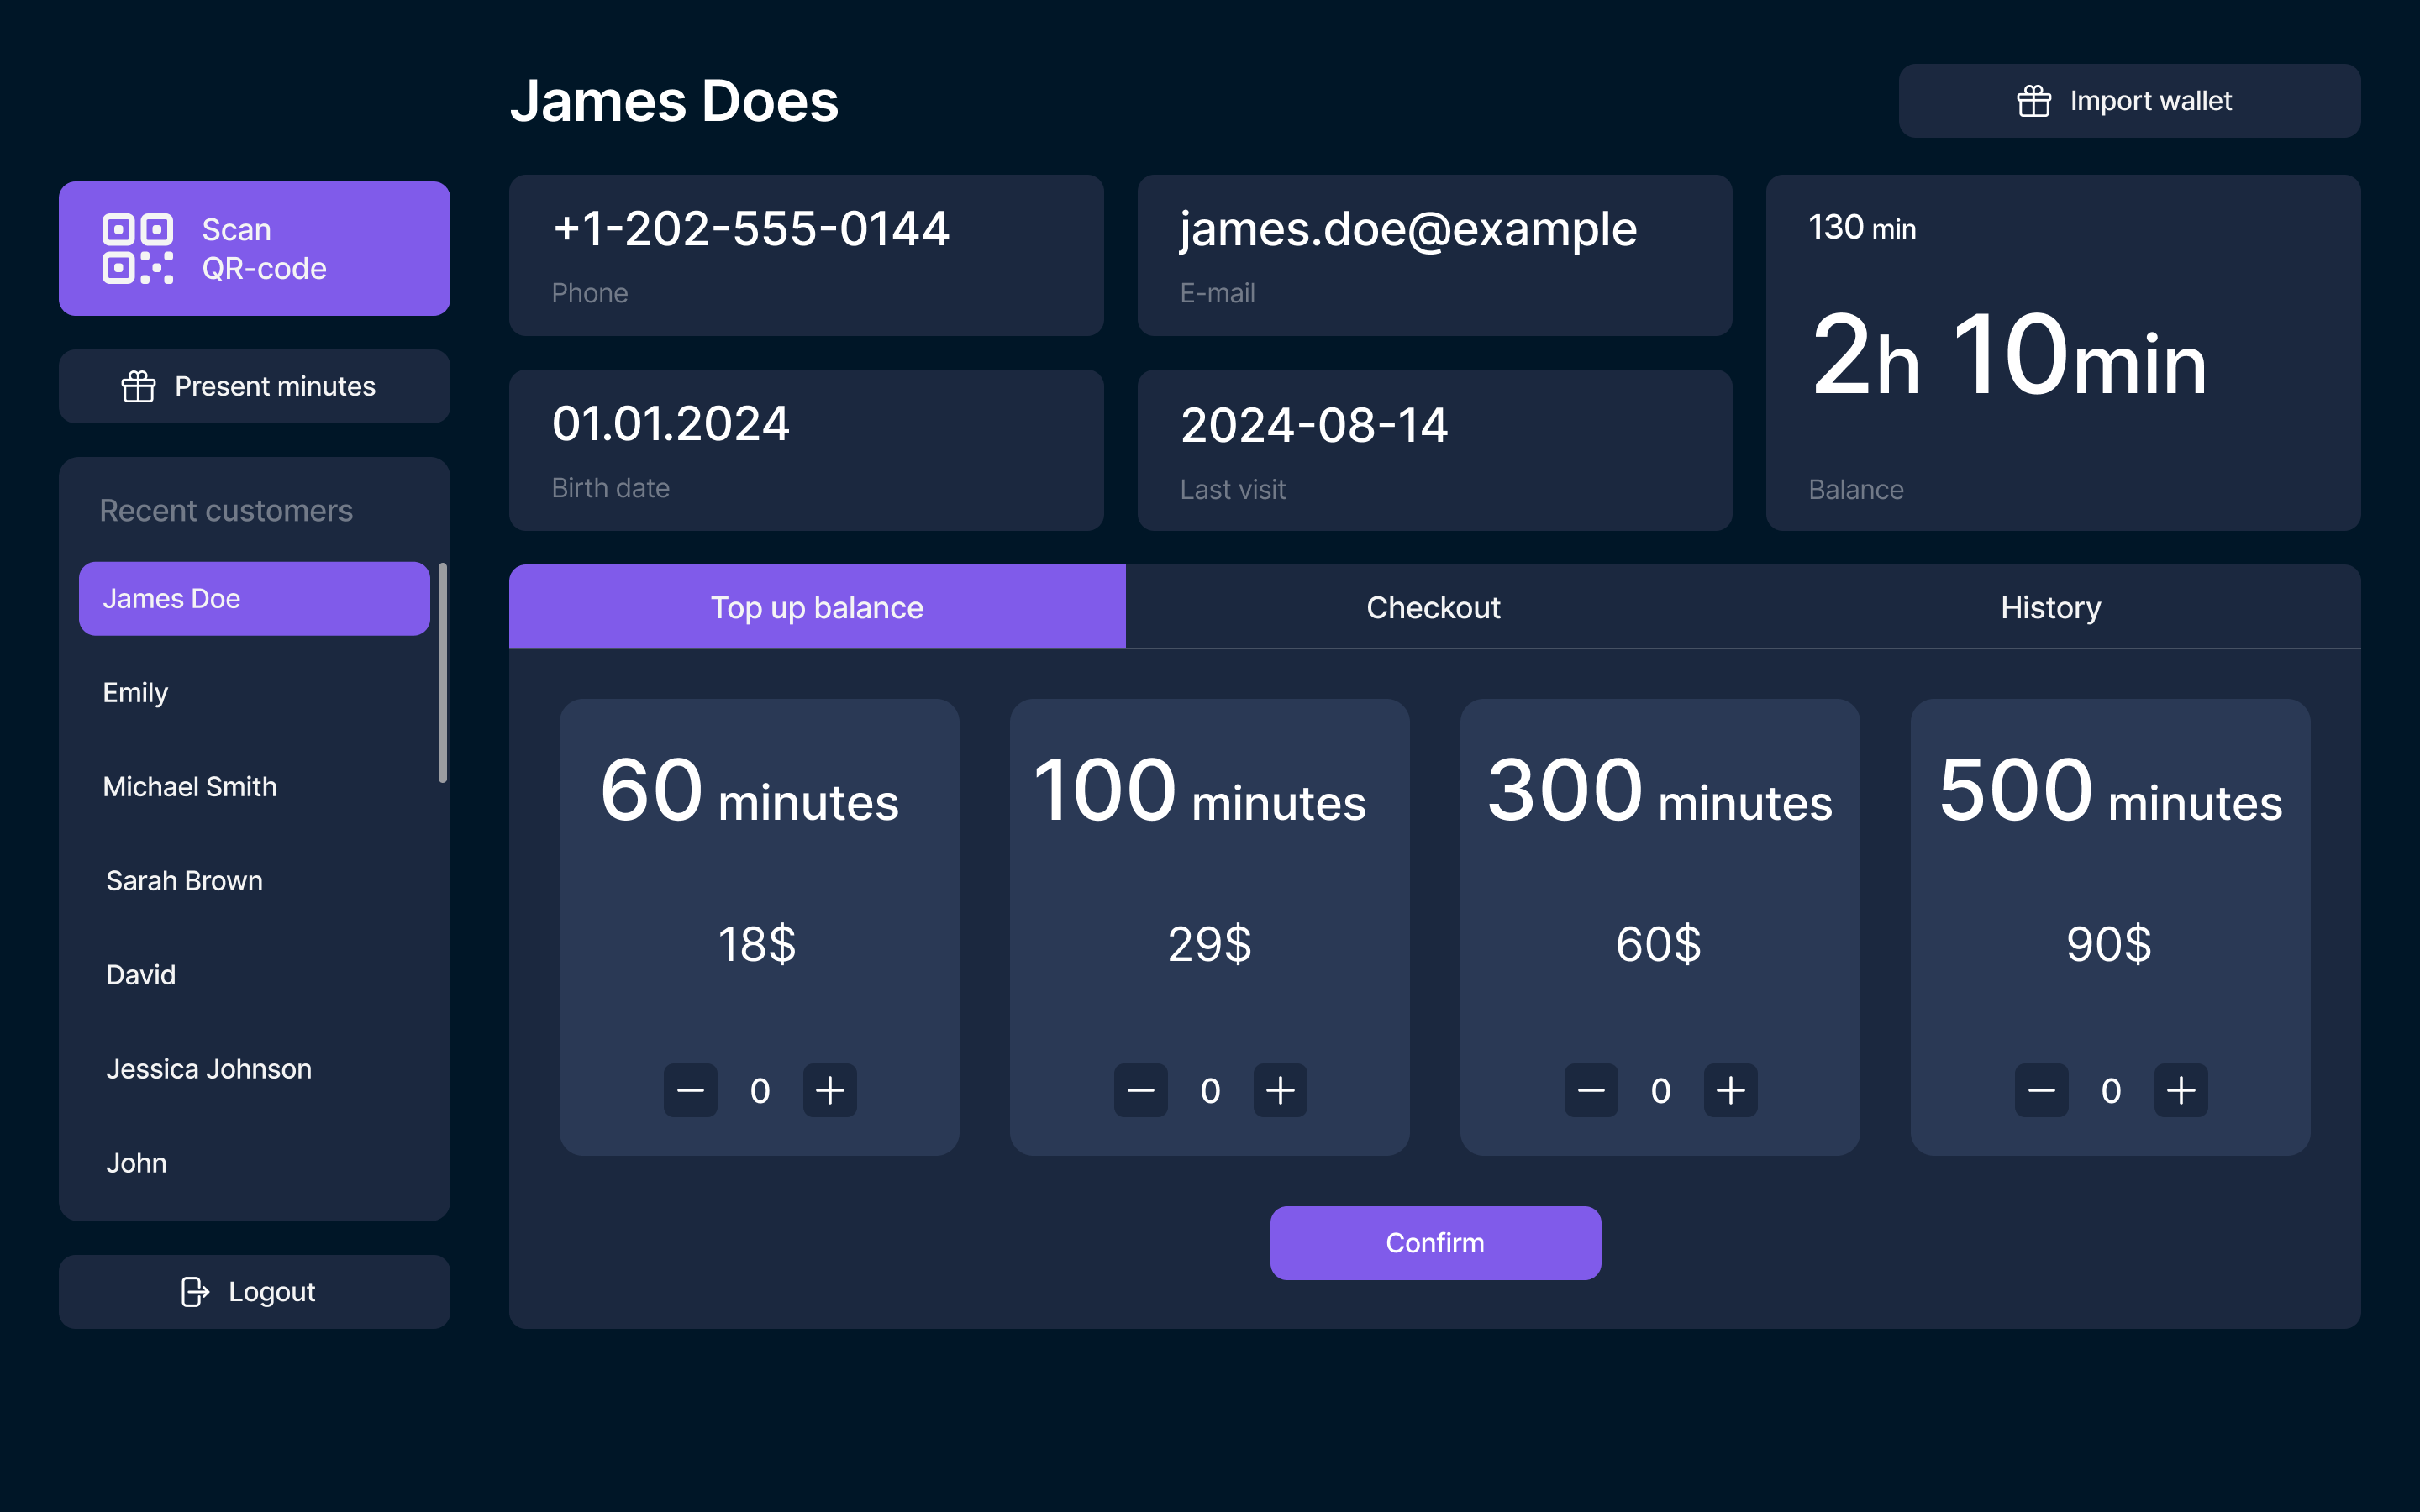 James Does
Import wallet
Scan
QR-code
Present minutes
Recent customers
James Doe
Emily
Michael Smith
Sarah Brown
David
Jessica Johnson
John
Logout
+1-202-555-0144
Phone
james.doe@example
E-mail
01.01.2024
Birth date
2024-08-14
Last visit
130 min
2h 10min
Balance
Top up balance
Checkout
History
60 minutes
18$
0
100 minutes
29$
0
300 minutes
60$
0
500 minutes
90$
0
Confirm